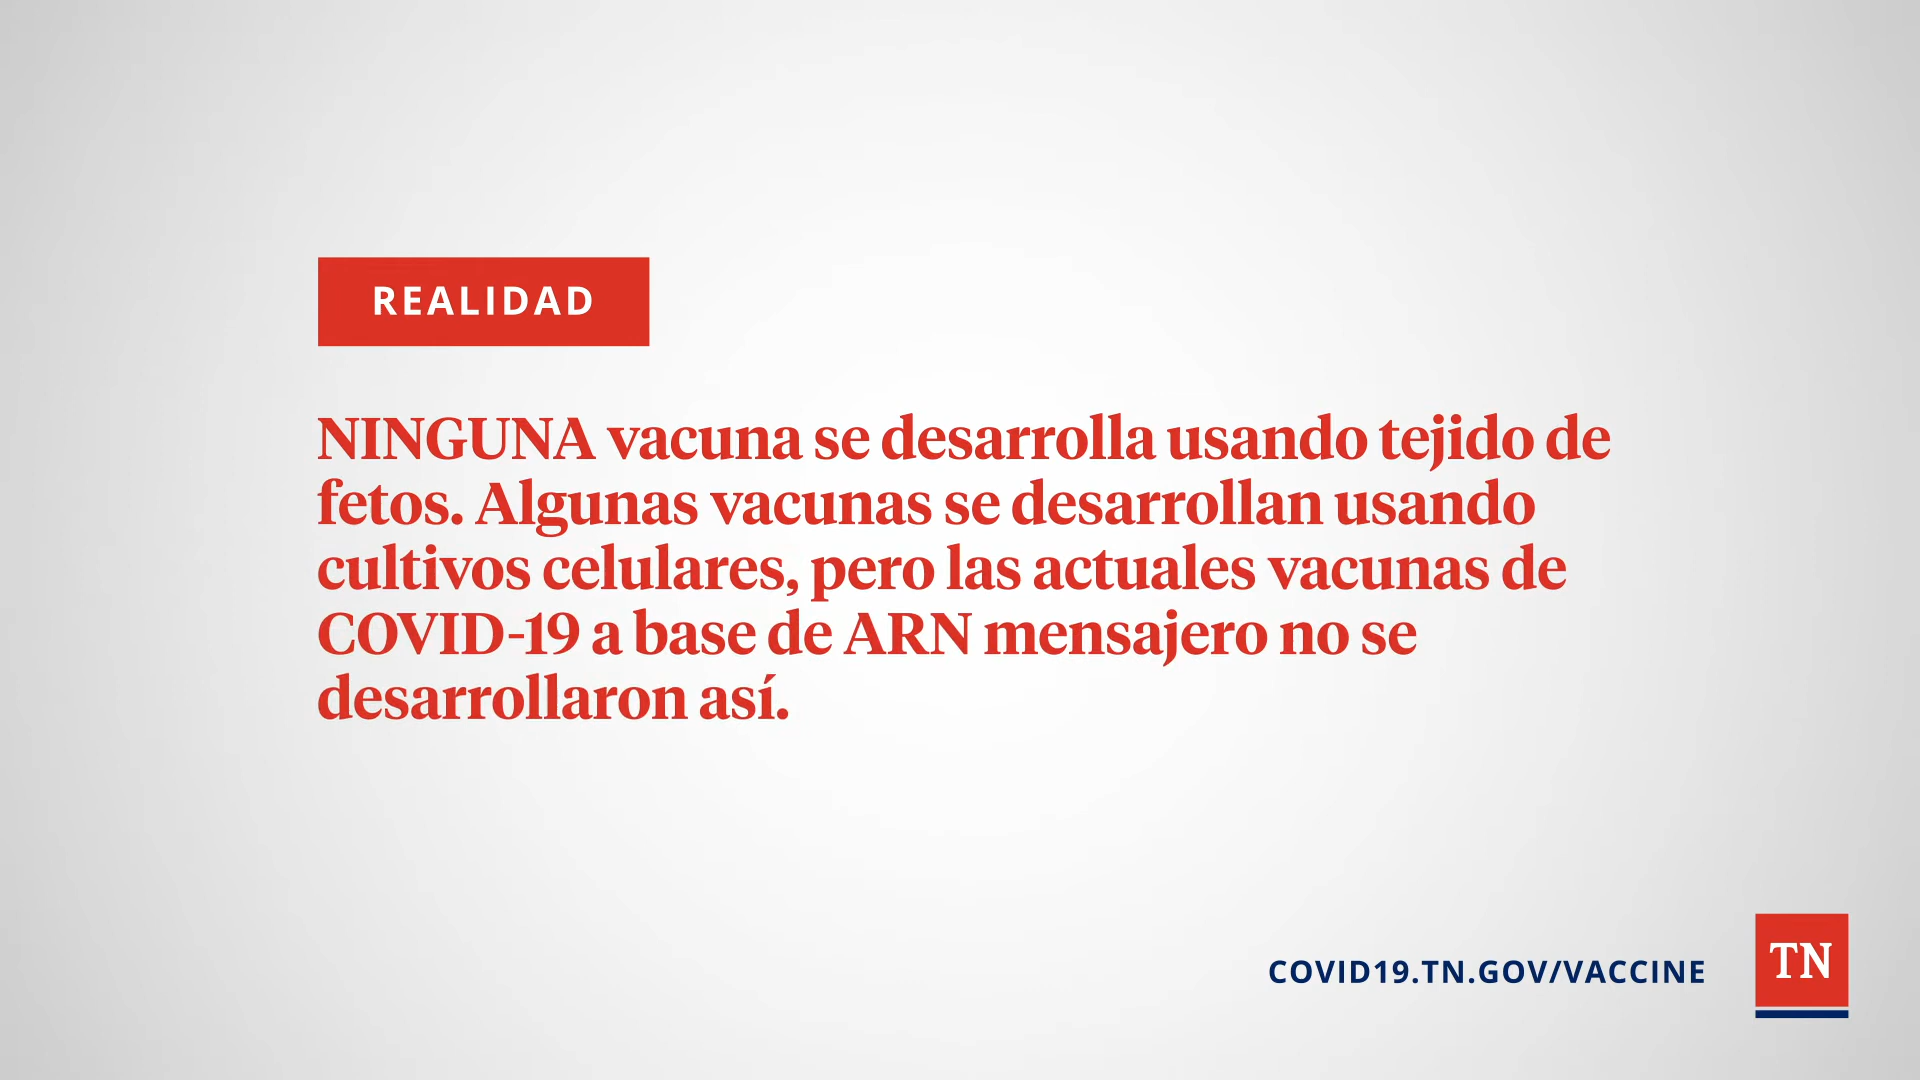 REALIDAD
NINGUNA vacuna se desarrolla usando tejido de
fetos. Algunas vacunas se desarrollan usando
cultivos celulares, pero las actuales vacunas de
COVID-19 a base de ARN mensajero no se
desarrollaron así.
COVID19.TN.GOV/VACCINE
TN